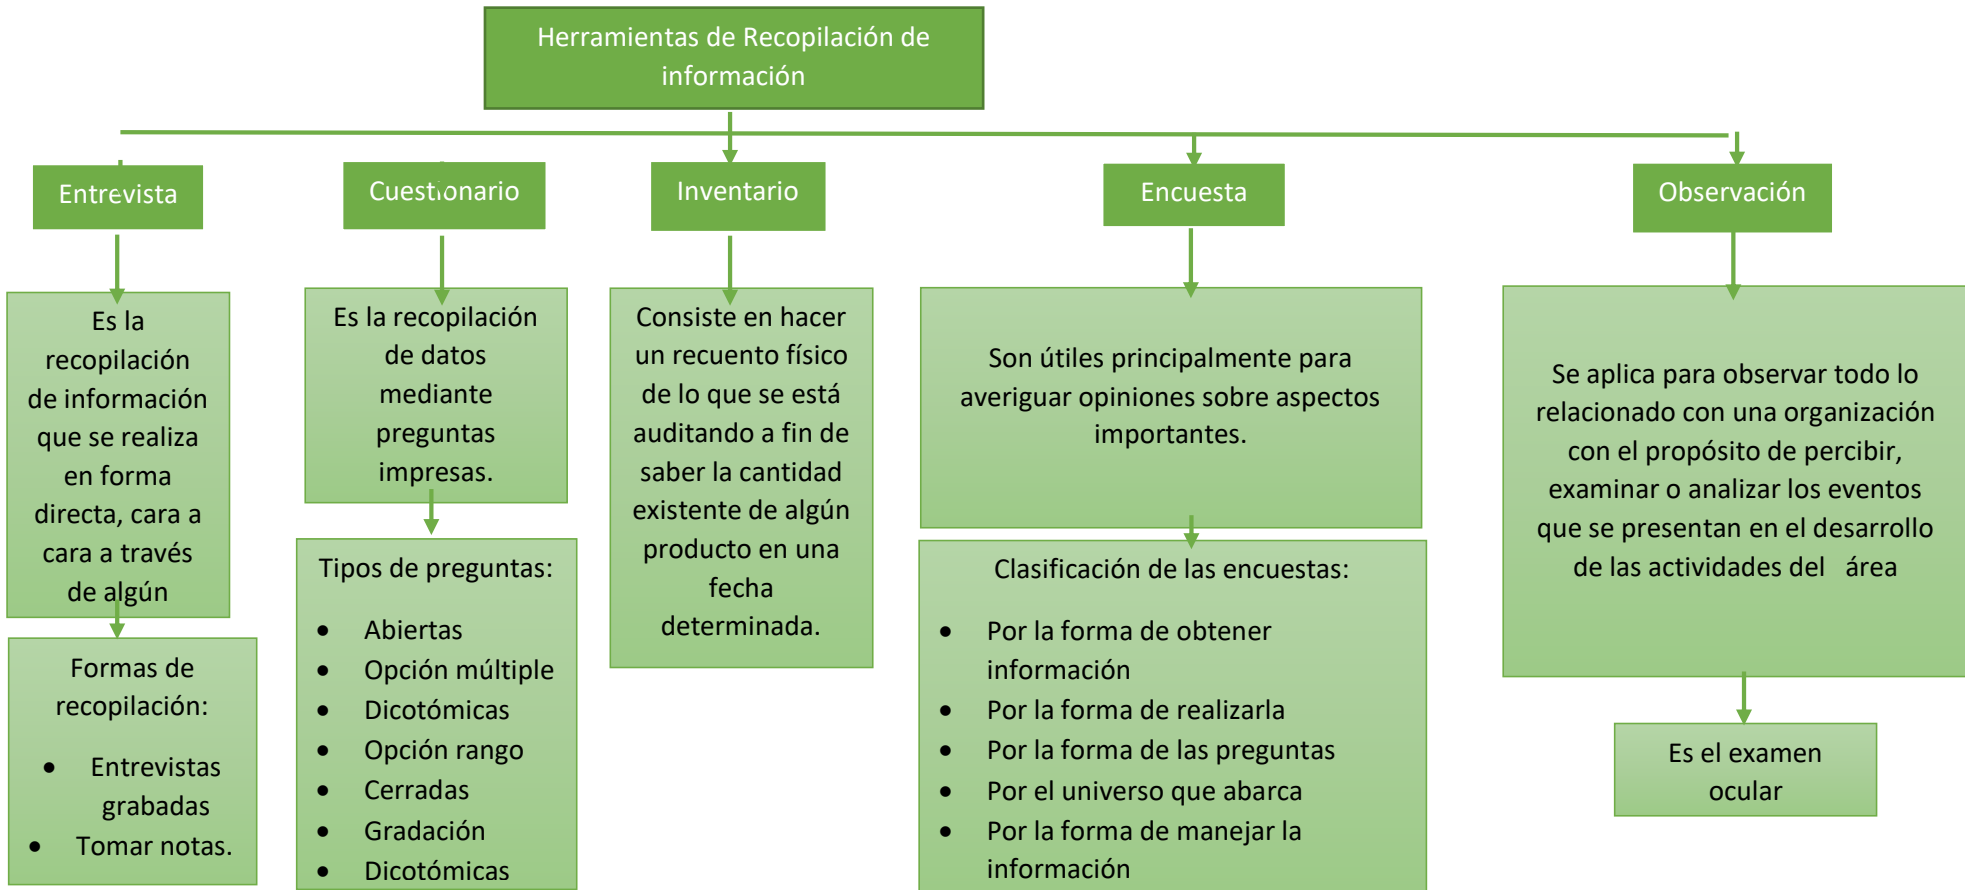 Herramientas de Recopilación de
información
Entrevista
Cuestionario
Inventario
Encuesta
Observación
Es la
recopilación
de información
que se realiza
en forma
directa, cara a
cara a través
de algún
Formas de
recopilación:
• Entrevistas
grabadas
• Tomar notas.
Es la recopilación
de datos
mediante
preguntas
impresas.
Tipos de preguntas:
• Abiertas
• Opción múltiple
• Dicotómicas
• Opción rango
• Cerradas
• Gradación
• Dicotómicas
Consiste en hacer
un recuento físico
de lo que se está
auditando a fin de
saber la cantidad
existente de algún
producto en una
fecha
determinada.
Son útiles principalmente para
averiguar opiniones sobre aspectos
importantes.
Clasificación de las encuestas:
• Por la forma de obtener
información
• Por la forma de realizarla
• Por la forma de las preguntas
• Por el universo que abarca
• Por la forma de manejar la
información
Se aplica para observar todo lo
relacionado con una organización
con el propósito de percibir,
examinar o analizar los eventos
que se presentan en el desarrollo
de las actividades del área
Es el examen
ocular